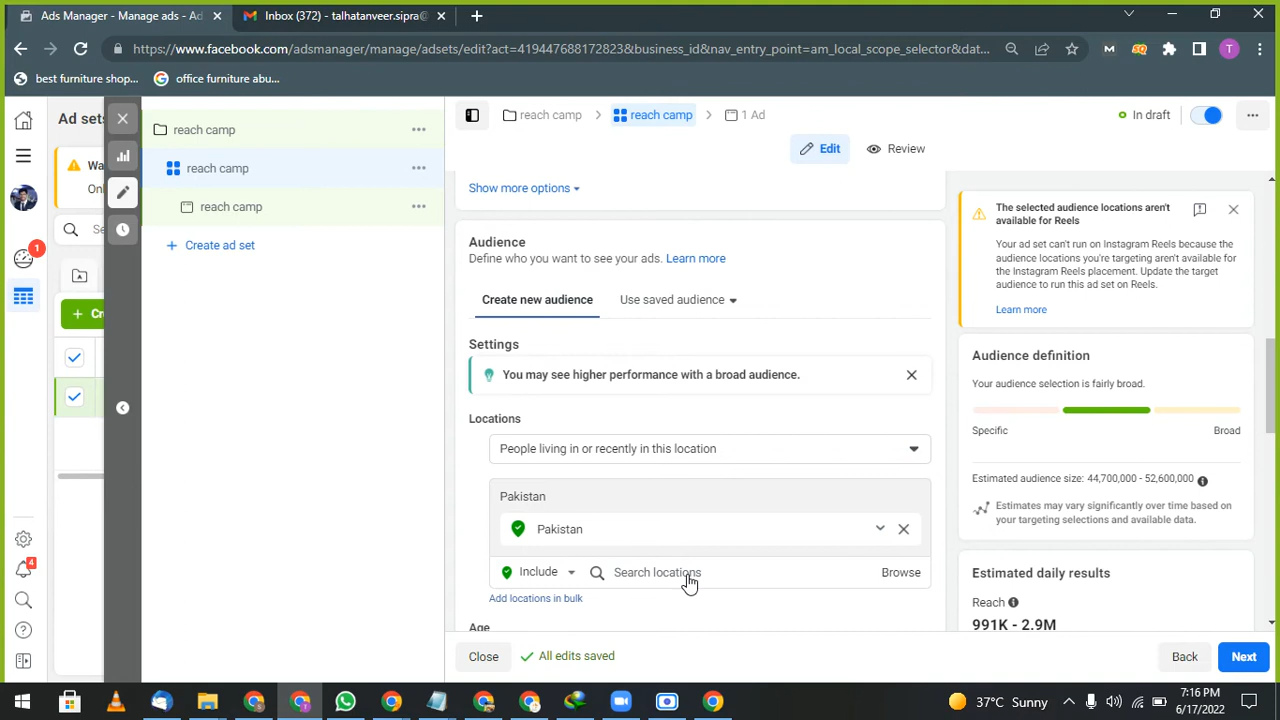 Ads Manager - Manage ads - Ad
Inbox (372) - talhatanveer.sipra@
https://www.facebook.com/adsmanager/manage/adsets/edit?act=419447688172823&business_id&nav_entry_point=am_local_scope_selector&dat...
M
SQ
T
best furniture shop...
office furniture abu...
Ad sets
reach camp
reach camp
1 Ad
In draft
Edit
Review
reach camp
reach camp
reach camp
Create ad set
Wa
Onl
Se
1
Cr
4
Show more options
Audience
Define who you want to see your ads. Learn more
Create new audience
Use saved audience
Settings
You may see higher performance with a broad audience.
Locations
People living in or recently in this location
Pakistan
Pakistan
Include
Search locations
Browse
Add locations in bulk
Age
Close
All edits saved
Back
Next
The selected audience locations aren't
available for Reels
Your ad set can't run on Instagram Reels because the
audience locations you're targeting aren't available for
the Instagram Reels placement. Update the target
audience to run this ad set on Reels.
Learn more
Audience definition
Your audience selection is fairly broad.
Specific
Broad
Estimated audience size: 44,700,000 - 52,600,000
Estimates may vary significantly over time based on
your targeting selections and available data.
Estimated daily results
Reach
991K - 2.9M
37°C Sunny
7:16 PM
6/17/2022